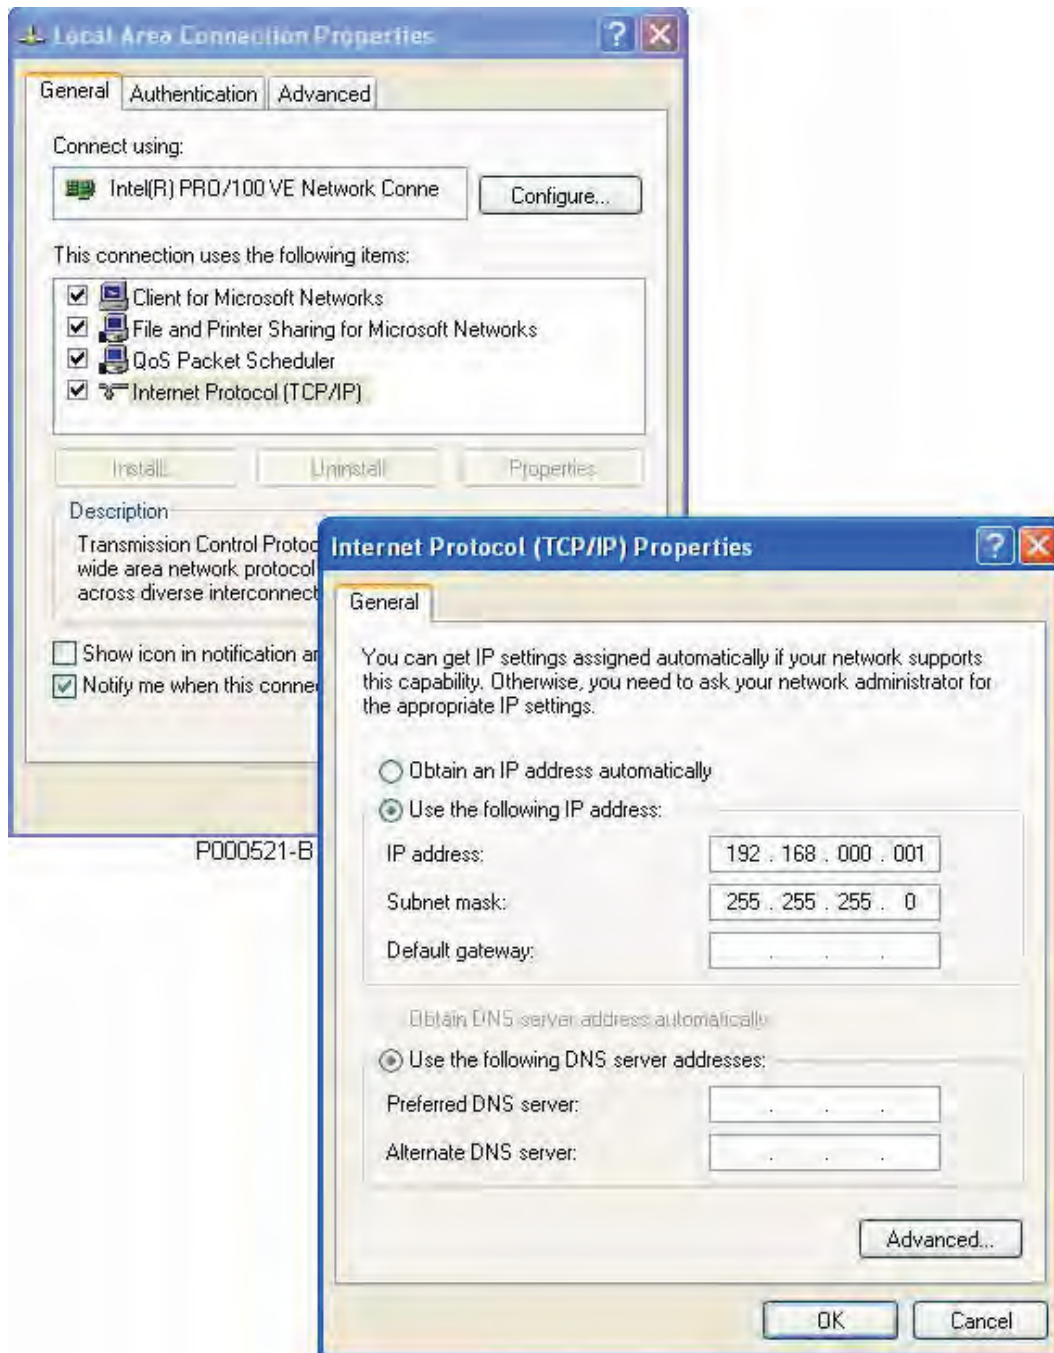 Local Area Connection Properties
General Authentication Advanced
Connect using:
Intel(R) PRO/100 VE Network Conne
Configure...
This connection uses the following items:
Client for Microsoft Networks
File and Printer Sharing for Microsoft Networks
QoS Packet Scheduler
Internet Protocol (TCP/IP)
Install... Uninstall Properties
Description
Transmission Control Protoc
wide area network protocol
across diverse interconnect
Show icon in notification ar
Notify me when this connec
P000521-B
Internet Protocol (TCP/IP) Properties
General
You can get IP settings assigned automatically if your network supports
this capability. Otherwise, you need to ask your network administrator for
the appropriate IP settings.
Obtain an IP address automatically
Use the following IP address:
IP address: 192 . 168 . 000 . 001
Subnet mask: 255 . 255 . 255 . 0
Default gateway: . . .
Obtain DNS server address automatically
Use the following DNS server addresses:
Preferred DNS server: . . .
Alternate DNS server: . . .
Advanced...
OK Cancel